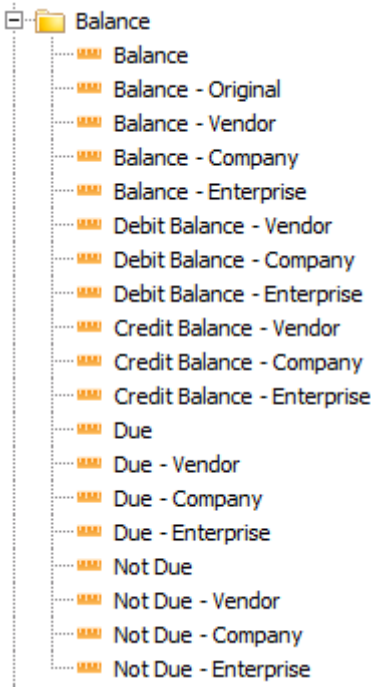 Balance
Balance
Balance - Original
Balance - Vendor
Balance - Company
Balance - Enterprise
Debit Balance - Vendor
Debit Balance - Company
Debit Balance - Enterprise
Credit Balance - Vendor
Credit Balance - Company
Credit Balance - Enterprise
Due
Due - Vendor
Due - Company
Due - Enterprise
Not Due
Not Due - Vendor
Not Due - Company
Not Due - Enterprise